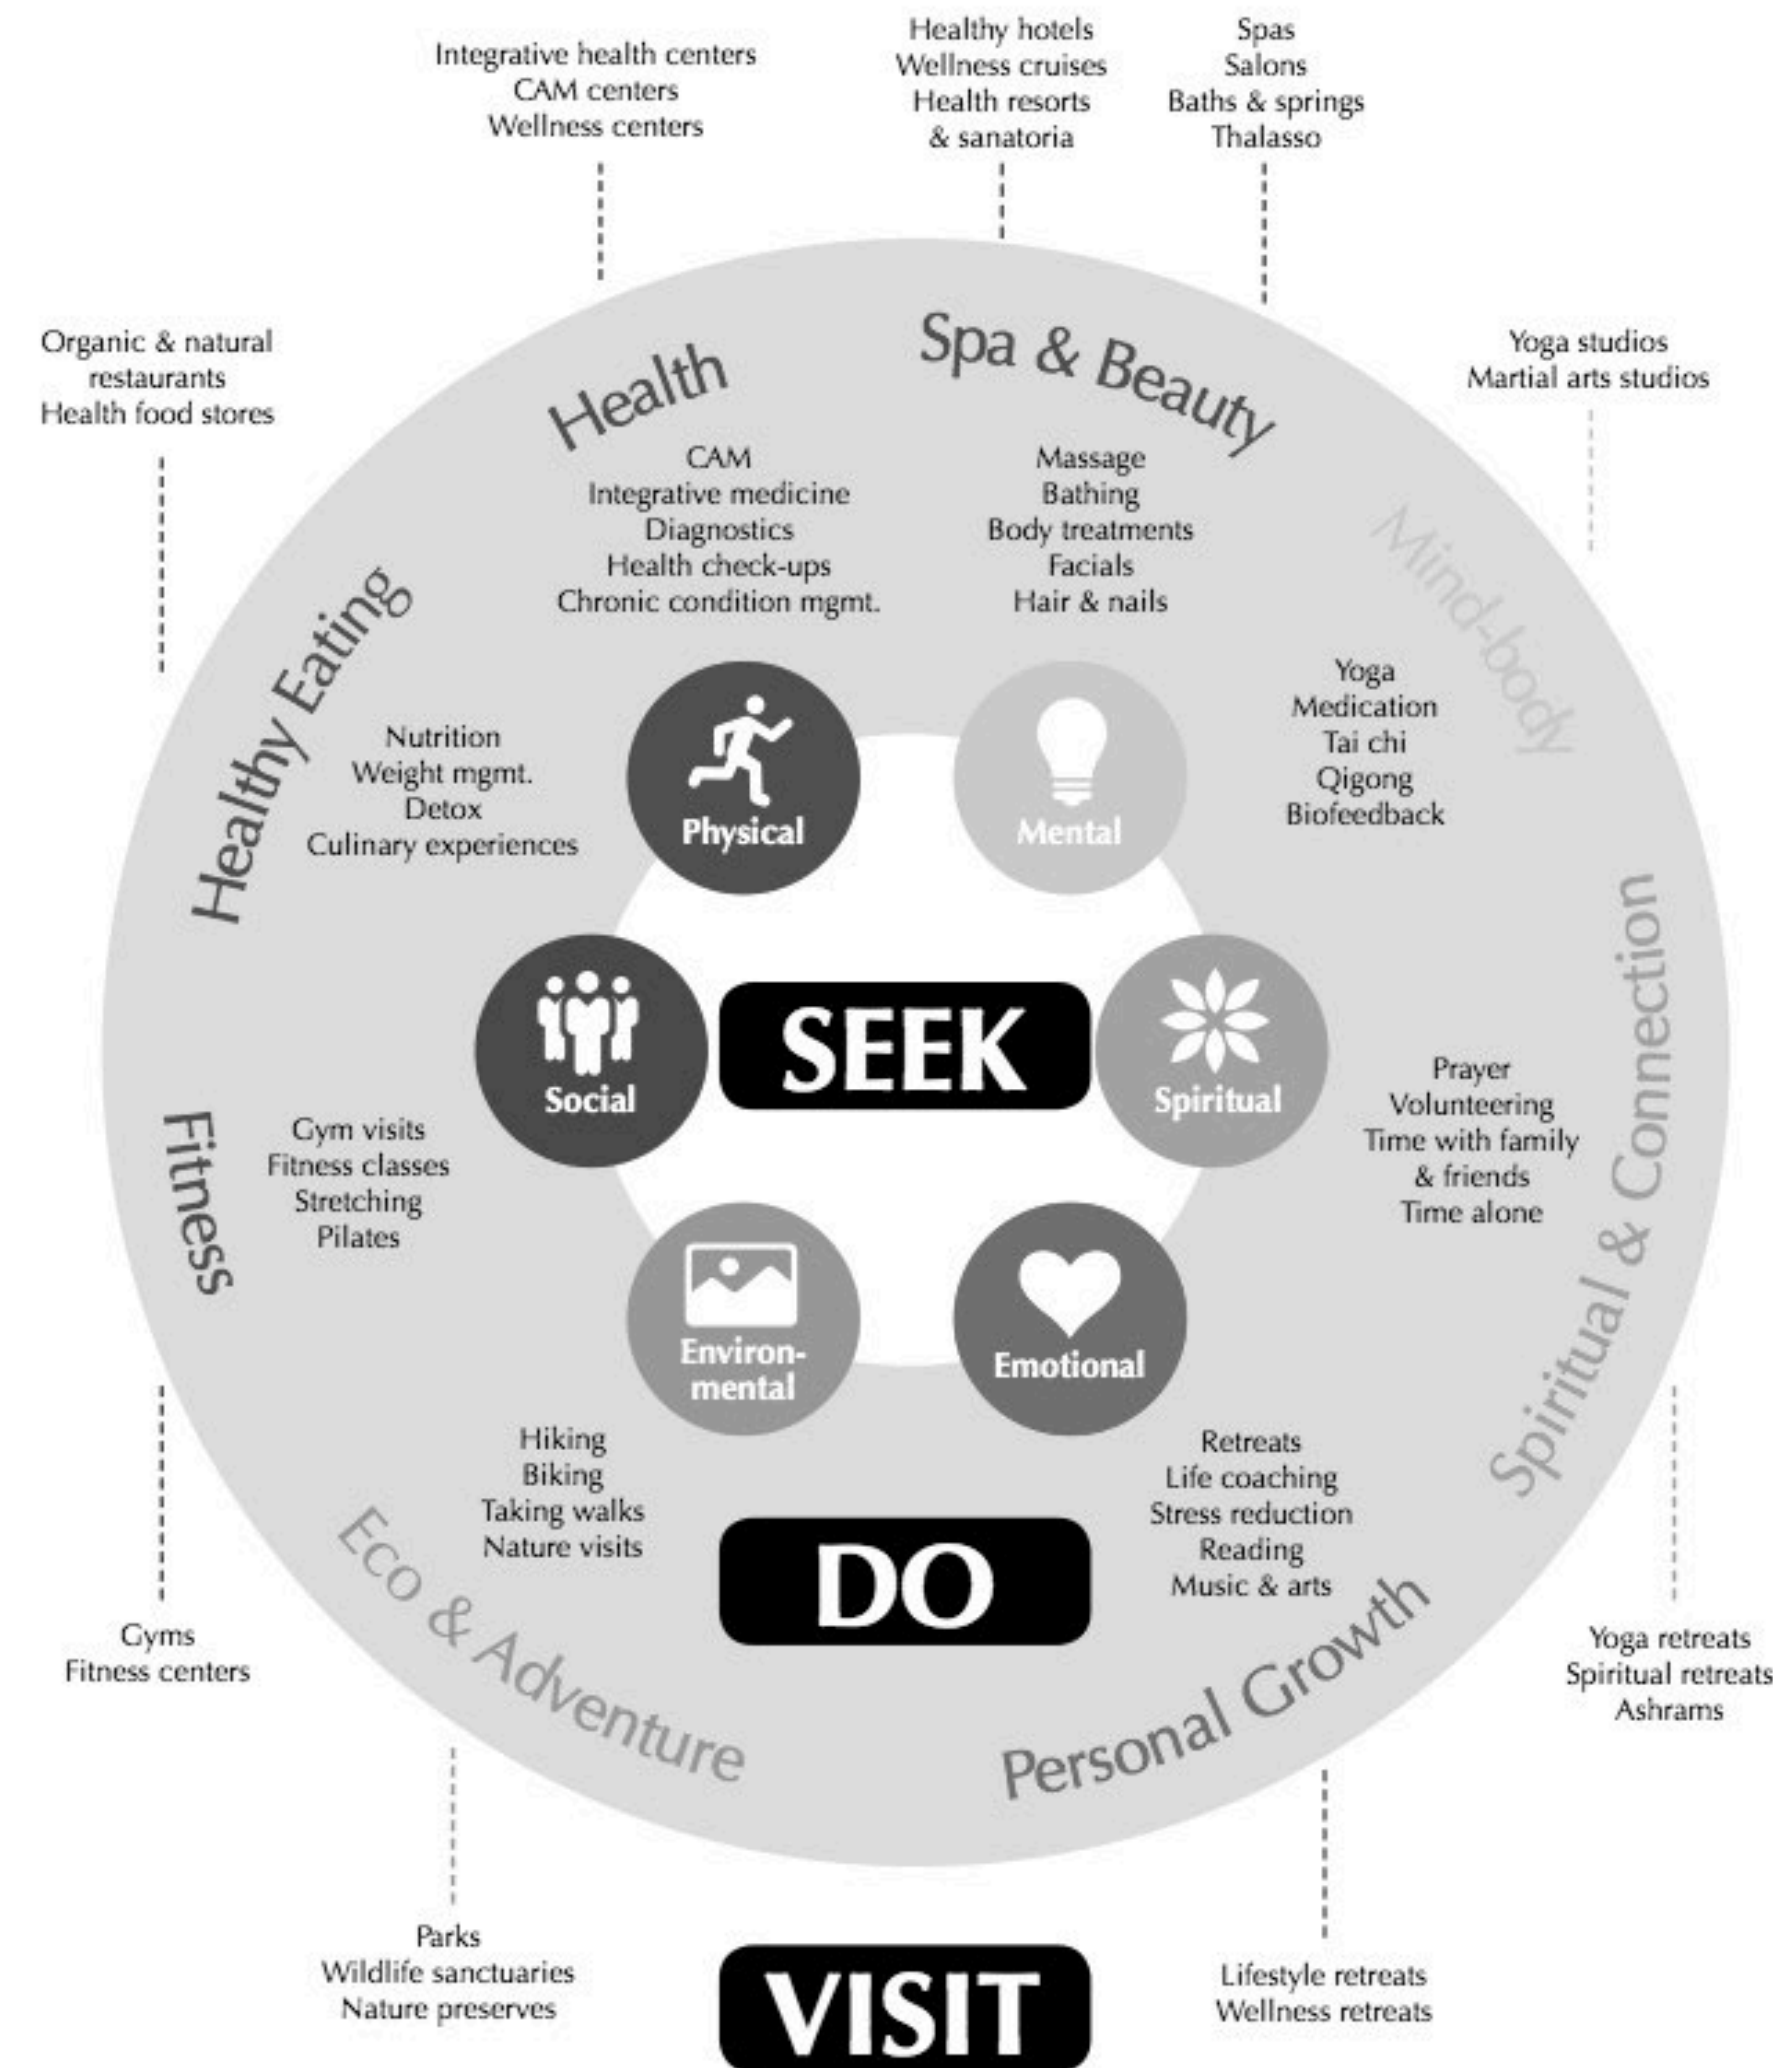 Integrative health centers
CAM centers
Wellness centers
Healthy hotels
Wellness cruises
Health resorts
& sanatoria
Spas
Salons
Baths & springs
Thalasso
Organic & natural
restaurants
Health food stores
Yoga studios
Martial arts studios
Health
CAM
Integrative medicine
Diagnostics
Health check-ups
Chronic condition mgmt.
Spa & Beauty
Massage
Bathing
Body treatments
Facials
Hair & nails
Mind-body
Yoga
Medication
Tai chi
Qigong
Biofeedback
Healthy Eating
Nutrition
Weight mgmt.
Detox
Culinary experiences
Physical
Mental
Social
SEEK
Spiritual
Environ-
mental
Emotional
Spiritual & Connection
Prayer
Volunteering
Time with family
& friends
Time alone
Fitness
Gym visits
Fitness classes
Stretching
Pilates
Eco & Adventure
Hiking
Biking
Taking walks
Nature visits
DO
Personal Growth
Retreats
Life coaching
Stress reduction
Reading
Music & arts
Gyms
Fitness centers
Yoga retreats
Spiritual retreats
Ashrams
Parks
Wildlife sanctuaries
Nature preserves
VISIT
Lifestyle retreats
Wellness retreats